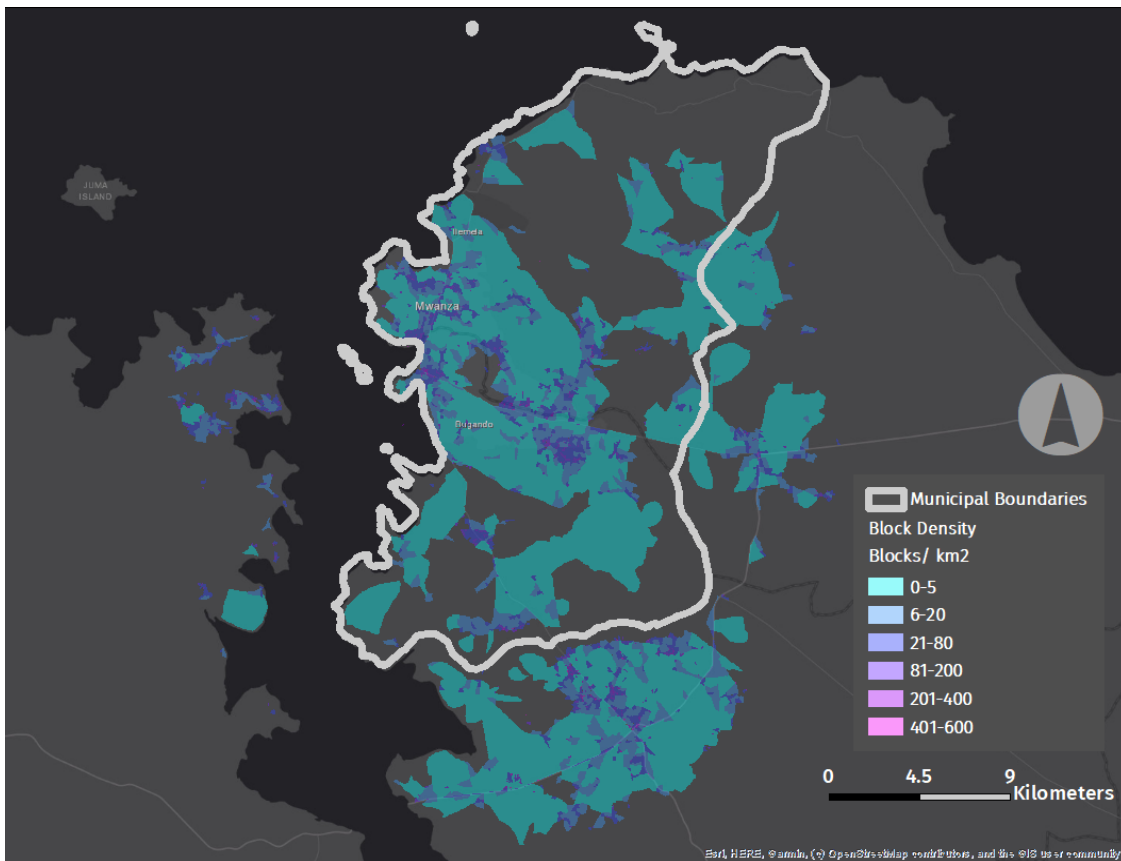 JUMA
ISLAND
Ilemela
Mwanza
Bugando
Municipal Boundaries
Block Density
Blocks/ km2
0-5
6-20
21-80
81-200
201-400
401-600
0 4.5 9
Kilometers
Esri, HERE, Garmin, (c) OpenStreetMap contributors, and the GIS user community